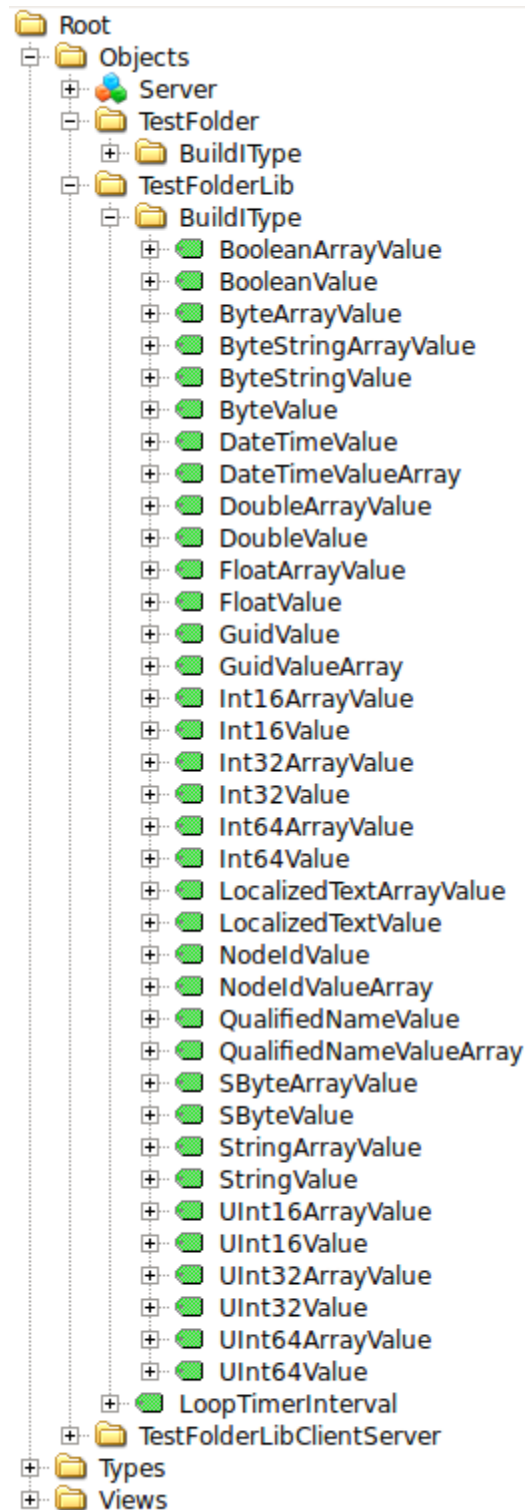 Root
Objects
Server
TestFolder
BuildIType
TestFolderLib
BuildIType
BooleanArrayValue
BooleanValue
ByteArrayValue
ByteStringArrayValue
ByteStringValue
ByteValue
DateTimeValue
DateTimeValueArray
DoubleArrayValue
DoubleValue
FloatArrayValue
FloatValue
GuidValue
GuidValueArray
Int16ArrayValue
Int16Value
Int32ArrayValue
Int32Value
Int64ArrayValue
Int64Value
LocalizedTextArrayValue
LocalizedTextValue
NodeIdValue
NodeIdValueArray
QualifiedNameValue
QualifiedNameValueArray
SByteArrayValue
SByteValue
StringArrayValue
StringValue
UInt16ArrayValue
UInt16Value
UInt32ArrayValue
UInt32Value
UInt64ArrayValue
UInt64Value
LoopTimerInterval
TestFolderLibClientServer
Types
Views